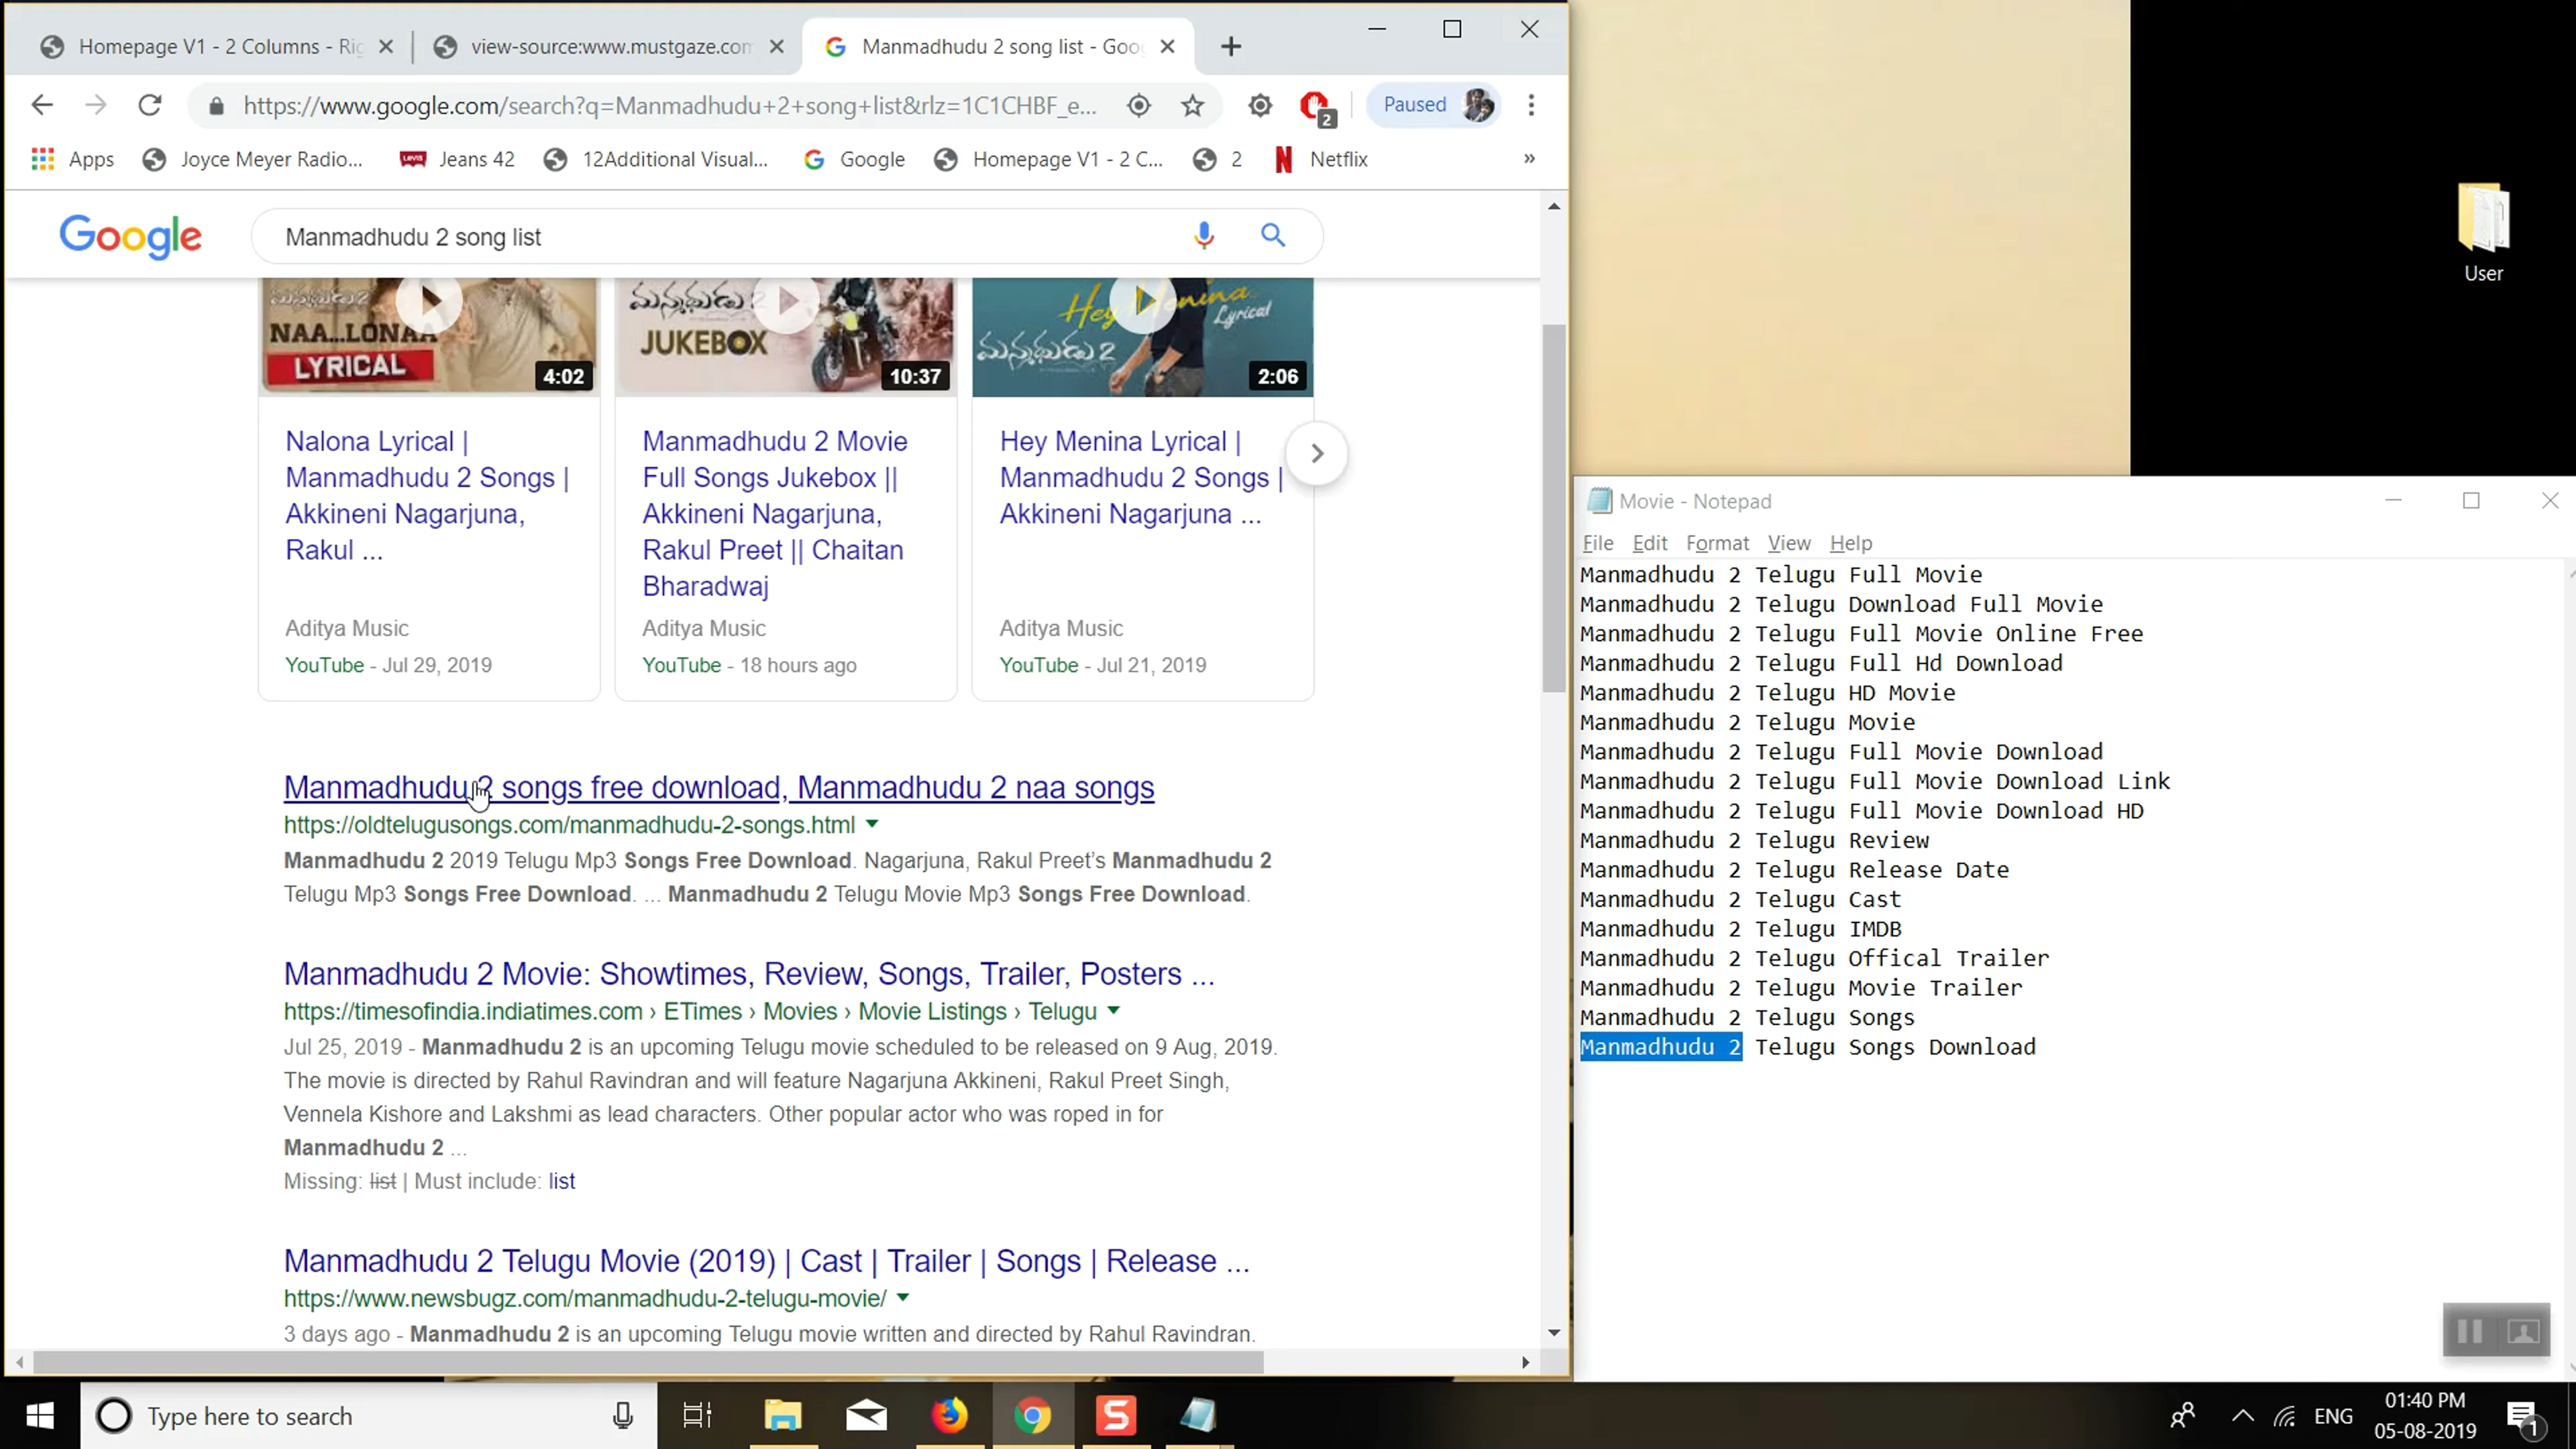 Homepage V1 - 2 Columns - Rig
view-source:www.mustgaze.com
Manmadhudu 2 song list - Goo
https://www.google.com/search?q=Manmadhudu+2+song+list&rlz=1C1CHBF_e...
2
Paused
Apps
Joyce Meyer Radio...
Levi's
Jeans 42
12Additional Visual...
Google
Homepage V1 - 2 C...
2
Netflix
»
Google
Manmadhudu 2 song list
మన్మథుడు 2
NAA...LONAA
LYRICAL
4:02
మన్మథుడు 2
JUKEBOX
10:37
Hey Menina
Lyrical
మన్మథుడు 2
2:06
Nalona Lyrical |
Manmadhudu 2 Songs |
Akkineni Nagarjuna,
Rakul ...
Aditya Music
YouTube - Jul 29, 2019
Manmadhudu 2 Movie
Full Songs Jukebox ||
Akkineni Nagarjuna,
Rakul Preet || Chaitan
Bharadwaj
Aditya Music
YouTube - 18 hours ago
Hey Menina Lyrical |
Manmadhudu 2 Songs |
Akkineni Nagarjuna ...
Aditya Music
YouTube - Jul 21, 2019
Manmadhudu 2 songs free download, Manmadhudu 2 naa songs
https://oldtelugusongs.com/manmadhudu-2-songs.html
Manmadhudu 2 2019 Telugu Mp3 Songs Free Download. Nagarjuna, Rakul Preet's Manmadhudu 2
Telugu Mp3 Songs Free Download. ... Manmadhudu 2 Telugu Movie Mp3 Songs Free Download.
Manmadhudu 2 Movie: Showtimes, Review, Songs, Trailer, Posters ...
https://timesofindia.indiatimes.com › ETimes › Movies › Movie Listings › Telugu
Jul 25, 2019 - Manmadhudu 2 is an upcoming Telugu movie scheduled to be released on 9 Aug, 2019.
The movie is directed by Rahul Ravindran and will feature Nagarjuna Akkineni, Rakul Preet Singh,
Vennela Kishore and Lakshmi as lead characters. Other popular actor who was roped in for
Manmadhudu 2 ...
Missing: list | Must include: list
Manmadhudu 2 Telugu Movie (2019) | Cast | Trailer | Songs | Release ...
https://www.newsbugz.com/manmadhudu-2-telugu-movie/
3 days ago - Manmadhudu 2 is an upcoming Telugu movie written and directed by Rahul Ravindran.
User
Movie - Notepad
File Edit Format View Help
Manmadhudu 2 Telugu Full Movie
Manmadhudu 2 Telugu Download Full Movie
Manmadhudu 2 Telugu Full Movie Online Free
Manmadhudu 2 Telugu Full Hd Download
Manmadhudu 2 Telugu HD Movie
Manmadhudu 2 Telugu Movie
Manmadhudu 2 Telugu Full Movie Download
Manmadhudu 2 Telugu Full Movie Download Link
Manmadhudu 2 Telugu Full Movie Download HD
Manmadhudu 2 Telugu Review
Manmadhudu 2 Telugu Release Date
Manmadhudu 2 Telugu Cast
Manmadhudu 2 Telugu IMDB
Manmadhudu 2 Telugu Offical Trailer
Manmadhudu 2 Telugu Movie Trailer
Manmadhudu 2 Telugu Songs
Manmadhudu 2 Telugu Songs Download
Type here to search
ENG
01:40 PM
05-08-2019
1